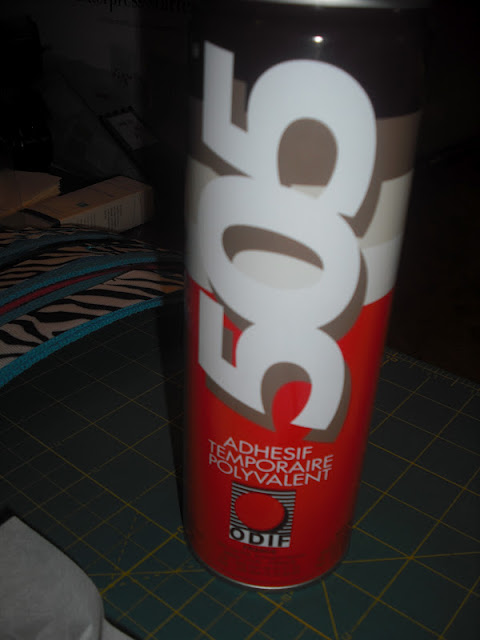 505
ADHESIF
TEMPORAIRE
POLYVALENT
ODIF